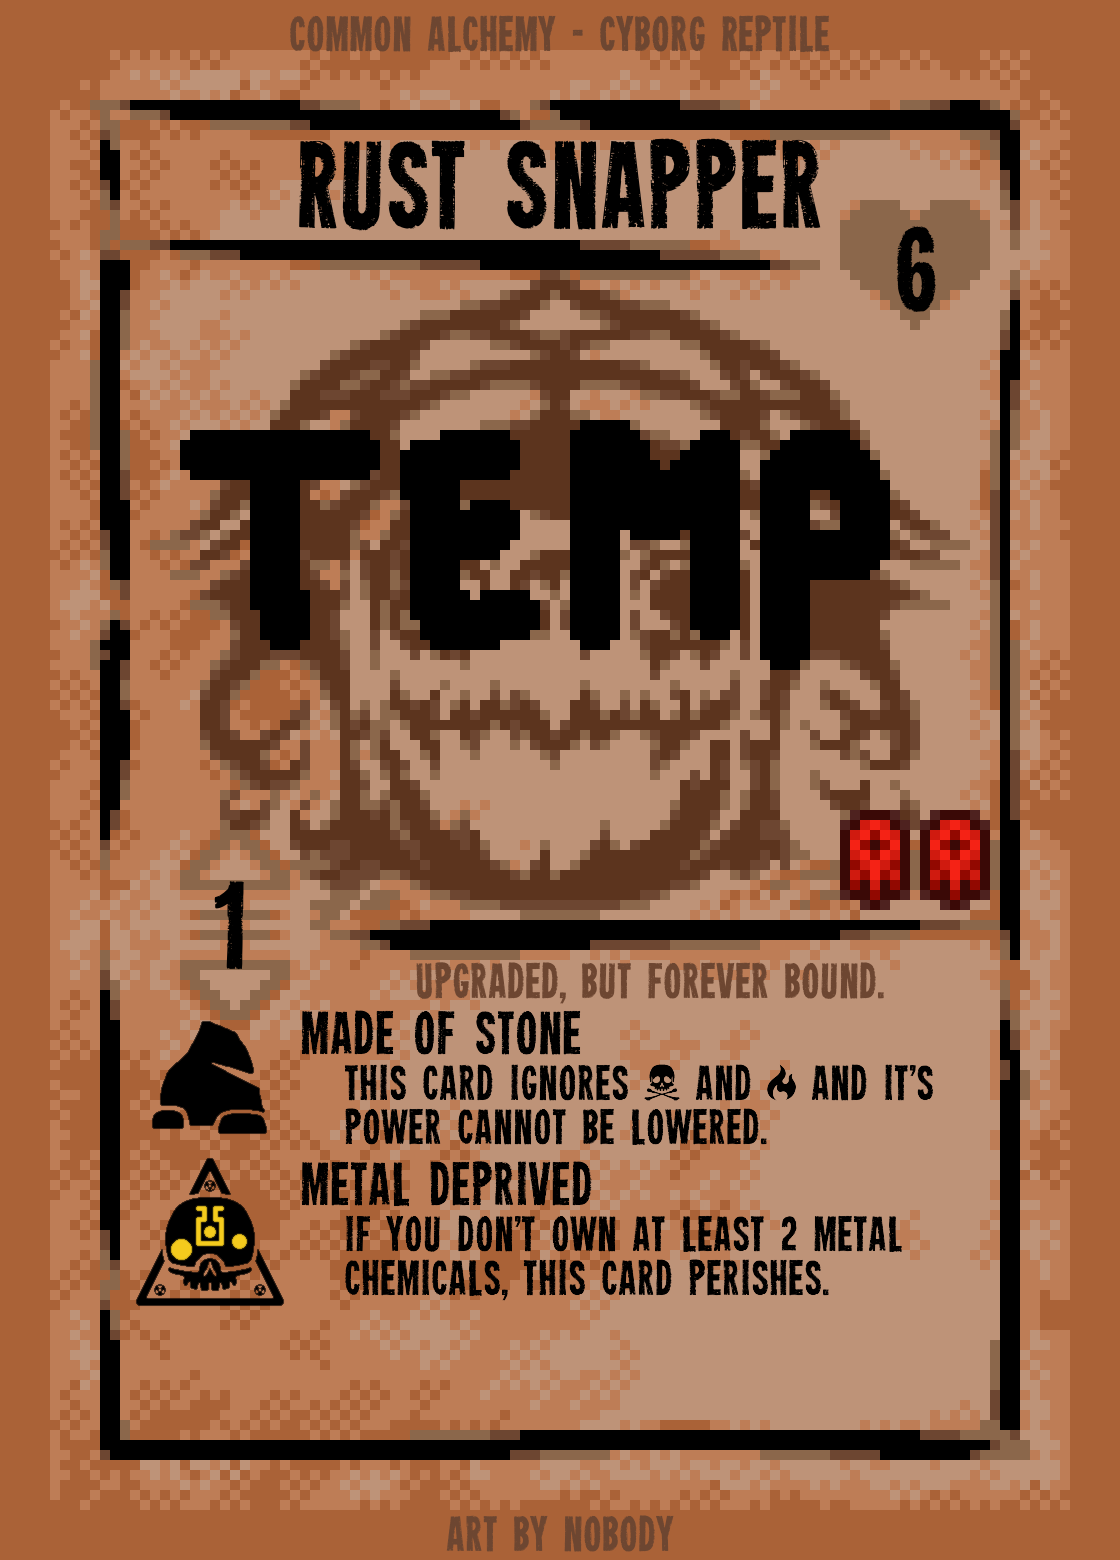 COMMON ALCHEMY - CYBORG REPTILE
RUST SNAPPER
6
TEMP
1
UPGRADED, BUT FOREVER BOUND.
MADE OF STONE
THIS CARD IGNORES AND AND IT'S
POWER CANNOT BE LOWERED.
METAL DEPRIVED
IF YOU DON'T OWN AT LEAST 2 METAL
CHEMICALS, THIS CARD PERISHES.
ART BY NOBODY